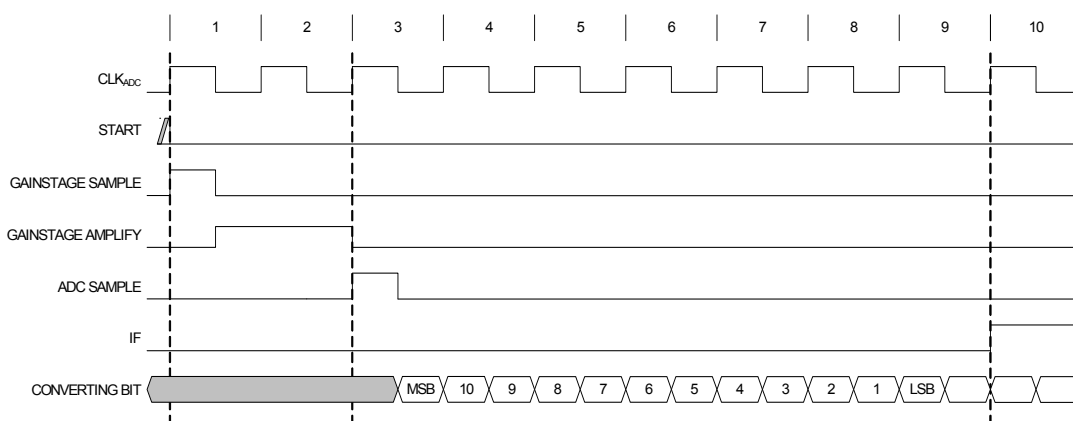 1 2 3 4 5 6 7 8 9 10
CLKADC
START
GAINSTAGE SAMPLE
GAINSTAGE AMPLIFY
ADC SAMPLE
IF
CONVERTING BIT MSB 10 9 8 7 6 5 4 3 2 1 LSB